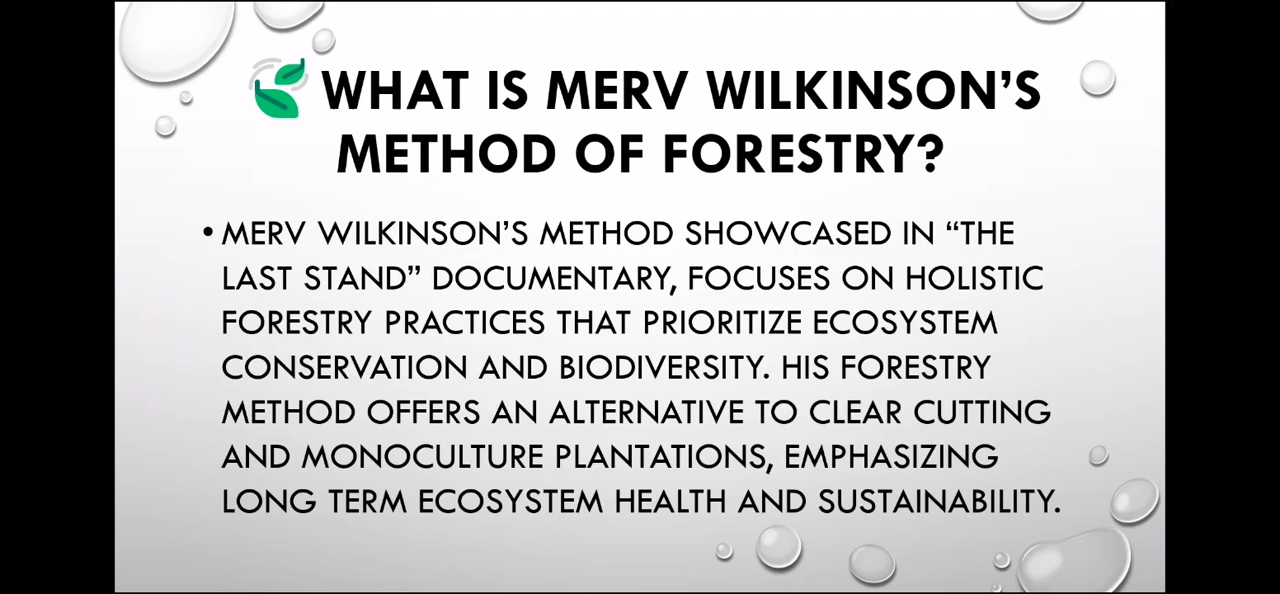 WHAT IS MERV WILKINSON’S
METHOD OF FORESTRY?
• MERV WILKINSON’S METHOD SHOWCASED IN “THE
LAST STAND” DOCUMENTARY, FOCUSES ON HOLISTIC
FORESTRY PRACTICES THAT PRIORITIZE ECOSYSTEM
CONSERVATION AND BIODIVERSITY. HIS FORESTRY
METHOD OFFERS AN ALTERNATIVE TO CLEAR CUTTING
AND MONOCULTURE PLANTATIONS, EMPHASIZING
LONG TERM ECOSYSTEM HEALTH AND SUSTAINABILITY.